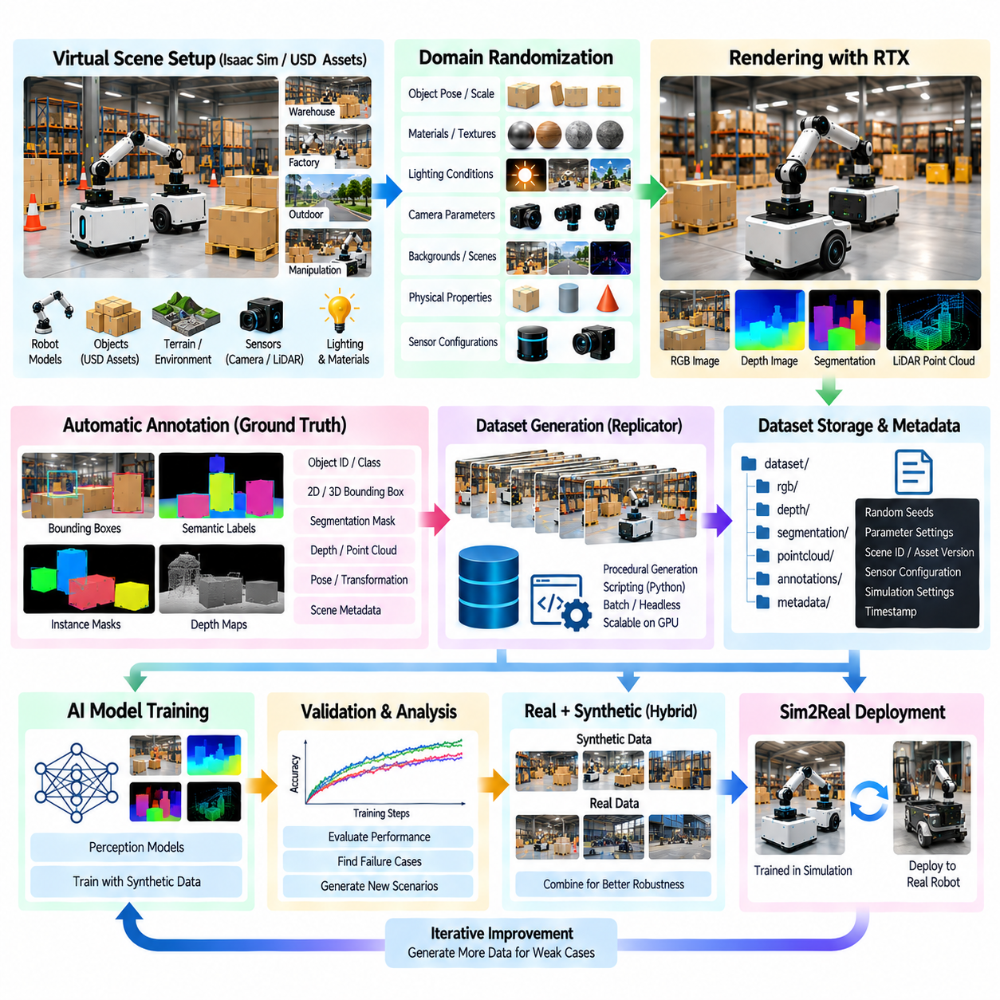 Virtual Scene Setup (Isaac Sim / USD Assets)
Warehouse
Factory
Outdoor
Manipulation
Robot
Models
Objects
(USD Assets)
Terrain /
Environment
Sensors
(Camera / LiDAR)
Lighting
& Materials
Domain Randomization
Object Pose / Scale
Materials / Textures
Lighting Conditions
Camera Parameters
Backgrounds / Scenes
Physical Properties
Sensor Configurations
Rendering with RTX
RGB Image
Depth Image
Segmentation
LiDAR Point Cloud
Automatic Annotation (Ground Truth)
Bounding Boxes
Semantic Labels
Instance Masks
Depth Maps
Object ID / Class
2D / 3D Bounding Box
Segmentation Mask
Depth / Point Cloud
Pose / Transformation
Scene Metadata
Dataset Generation (Replicator)
</>
Procedural Generation
Scripting (Python)
Batch / Headless
Scalable on GPU
Dataset Storage & Metadata
dataset/
rgb/
depth/
segmentation/
pointcloud/
annotations/
metadata/
Random Seeds
Parameter Settings
Scene ID / Asset Version
Sensor Configuration
Simulation Settings
Timestamp
AI Model Training
Perception Models
Train with Synthetic Data
Validation & Analysis
Accuracy
Training Steps
Evaluate Performance
Find Failure Cases
Generate New Scenarios
Real + Synthetic (Hybrid)
Synthetic Data
Real Data
Combine for Better Robustness
Sim2Real Deployment
Trained in Simulation
Deploy to
Real Robot
Iterative Improvement
Generate More Data for Weak Cases